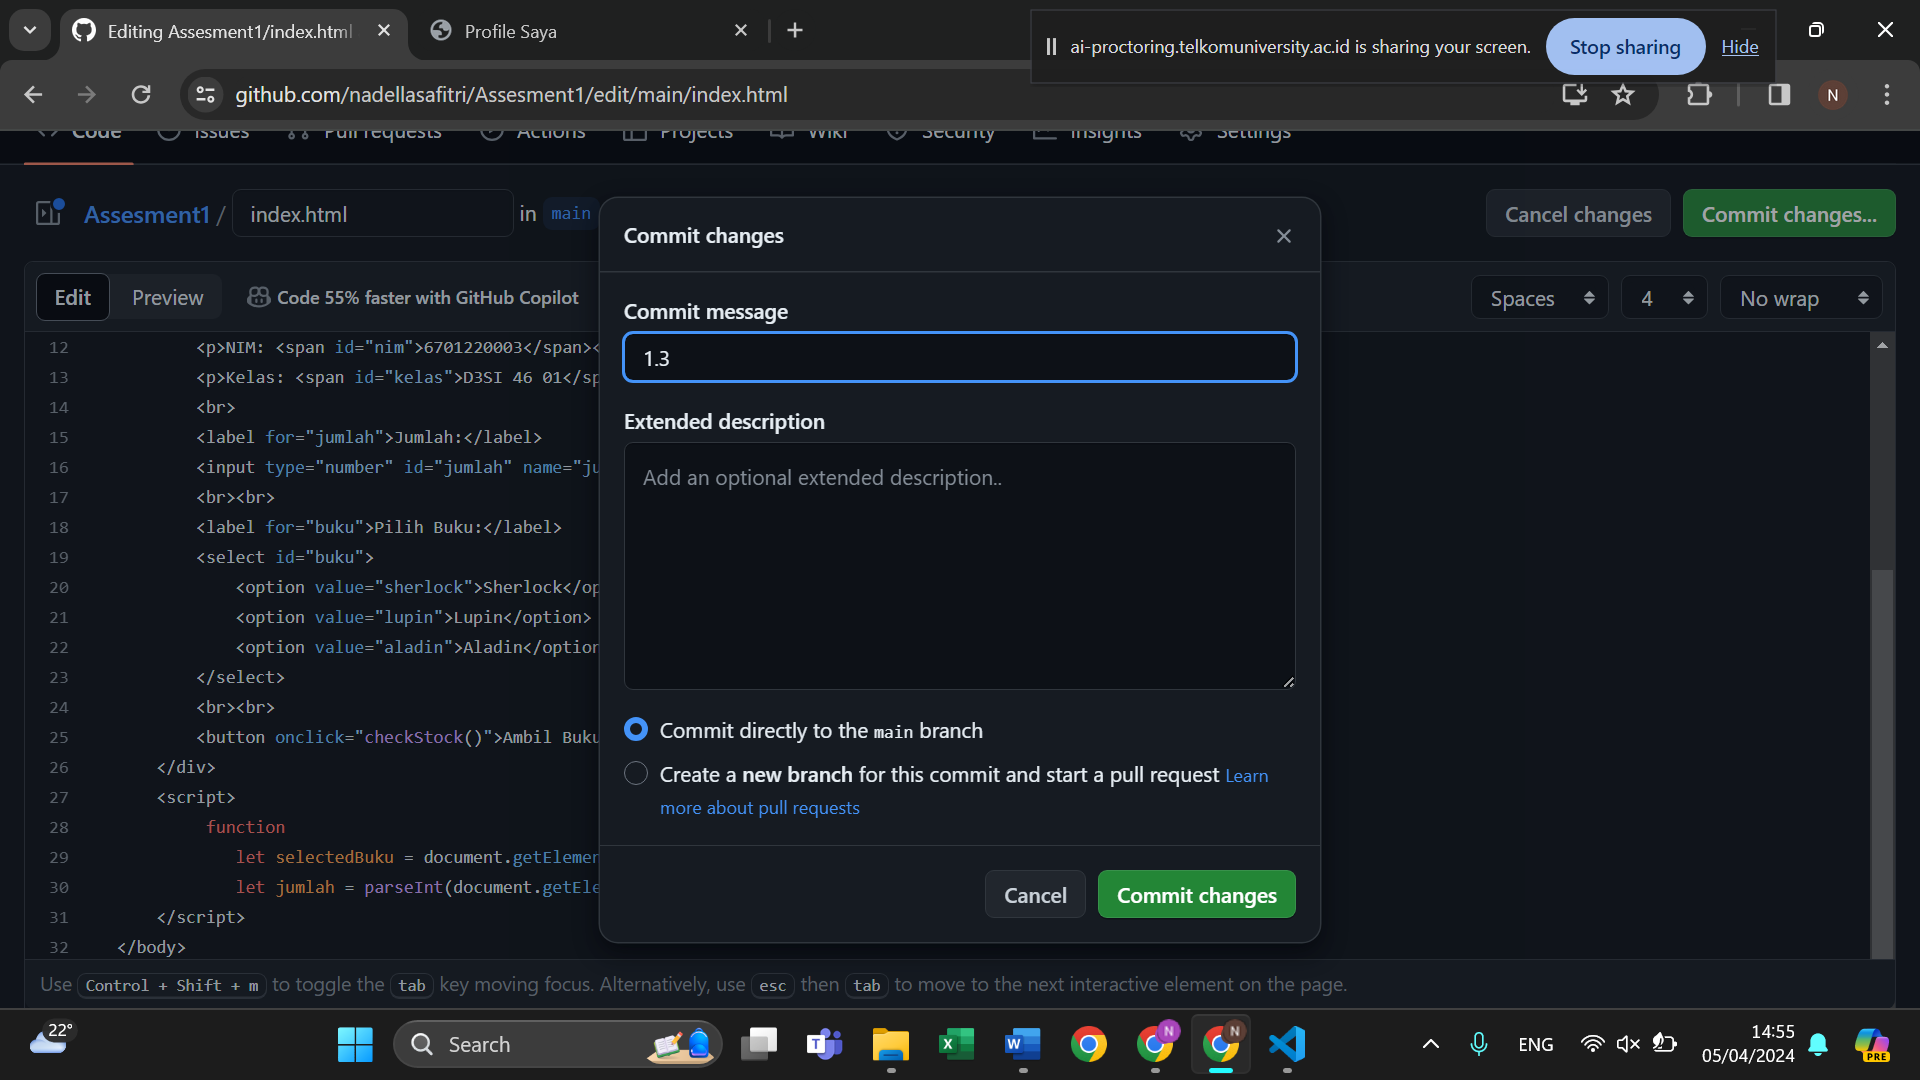 Editing Assesment1/index.html
Profile Saya
ai-proctoring.telkomuniversity.ac.id is sharing your screen.
Stop sharing
Hide
github.com/nadellasafitri/Assesment1/edit/main/index.html
N
Code
Issues
Pull requests
Actions
Projects
Wiki
Security
Insights
Settings
Assesment1 / index.html in main
Cancel changes
Commit changes...
Edit
Preview
Code 55% faster with GitHub Copilot
Spaces
4
No wrap
12 <p>NIM: <span id="nim">6701220003</span><
13 <p>Kelas: <span id="kelas">D3SI 46 01</sp
14 <br>
15 <label for="jumlah">Jumlah:</label>
16 <input type="number" id="jumlah" name="ju
17 <br><br>
18 <label for="buku">Pilih Buku:</label>
19 <select id="buku">
20 <option value="sherlock">Sherlock</op
21 <option value="lupin">Lupin</option>
22 <option value="aladin">Aladin</option
23 </select>
24 <br><br>
25 <button onclick="checkStock()">Ambil Buku
26 </div>
27 <script>
28 function
29 let selectedBuku = document.getElemen
30 let jumlah = parseInt(document.getEle
31 </script>
32 </body>
Commit changes
Commit message
1.3
Extended description
Add an optional extended description..
Commit directly to the main branch
Create a new branch for this commit and start a pull request Learn
more about pull requests
Cancel
Commit changes
Use Control + Shift + m to toggle the tab key moving focus. Alternatively, use esc then tab to move to the next interactive element on the page.
22°
Search
ENG
14:55
05/04/2024
PRE